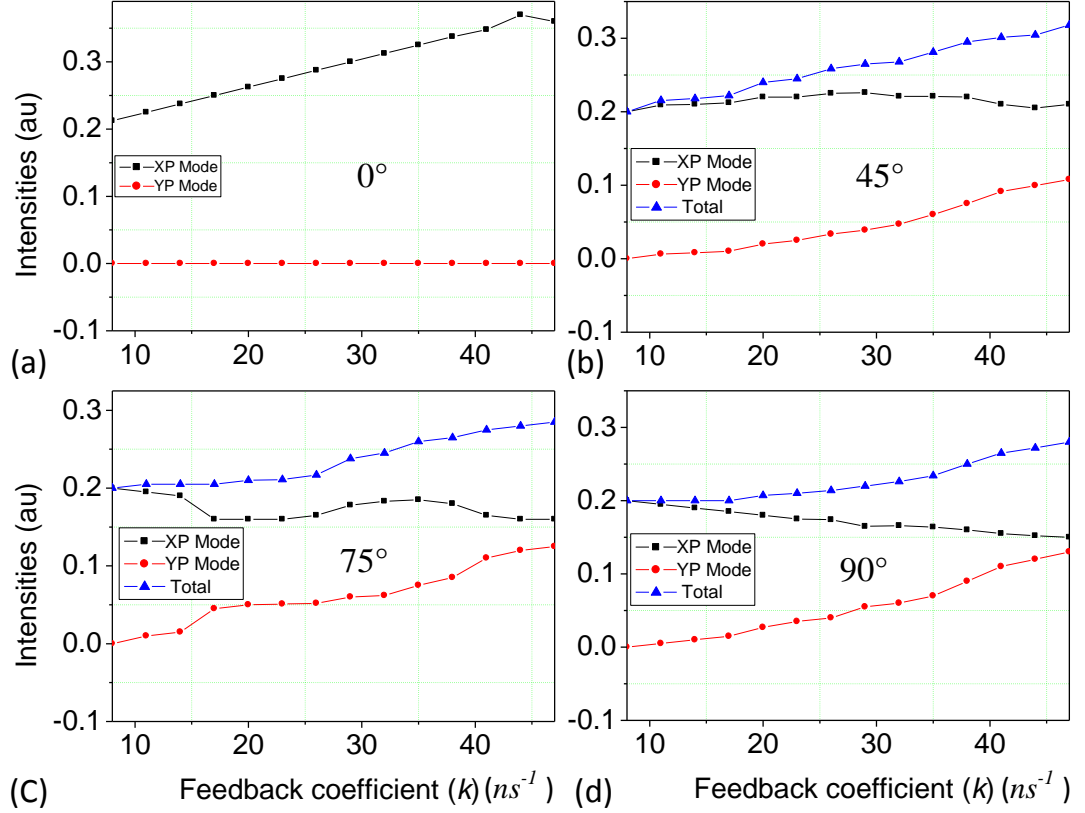 0.3
0.2
0.1
0.0
-0.1
Intensities (au)
XP Mode
YP Mode
0°
10 20 30 40
(a)
0.3
0.2
0.1
0.0
-0.1
XP Mode
YP Mode
Total
45°
10 20 30 40
(b)
0.3
0.2
0.1
0.0
-0.1
Intensities (au)
XP Mode
YP Mode
Total
75°
10 20 30 40
(C)
Feedback coefficient (k) (ns⁻¹)
0.3
0.2
0.1
0.0
-0.1
XP Mode
YP Mode
Total
90°
10 20 30 40
(d)
Feedback coefficient (k) (ns⁻¹)